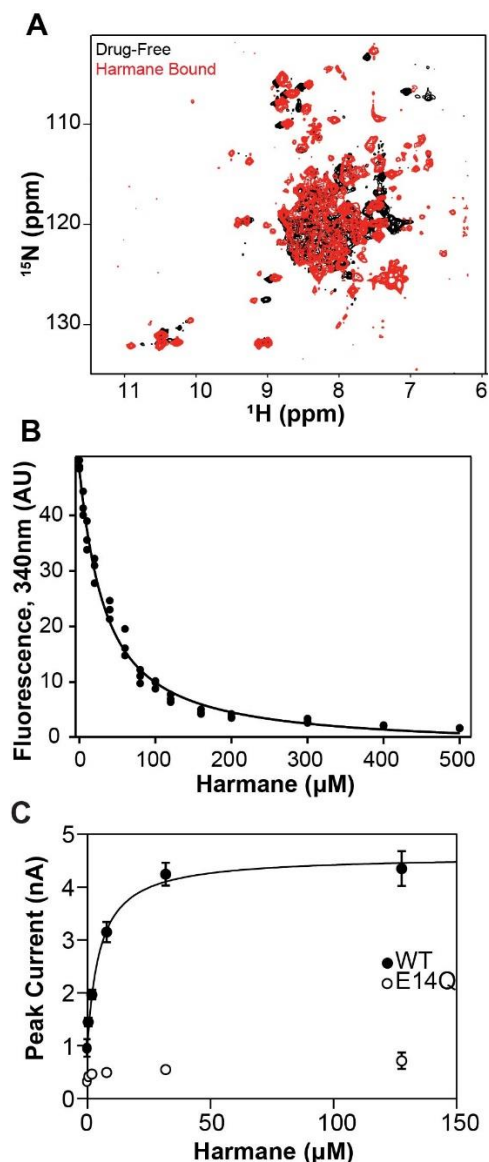 A
Drug-Free
Harmane Bound
110
120
130
¹⁵N (ppm)
11 10 9 8 7 6
¹H (ppm)
B
40
30
20
10
0
Fluorescence, 340nm (AU)
0 100 200 300 400 500
Harmane (µM)
C
5
4
3
2
1
0
Peak Current (nA)
WT
E14Q
0 50 100 150
Harmane (µM)